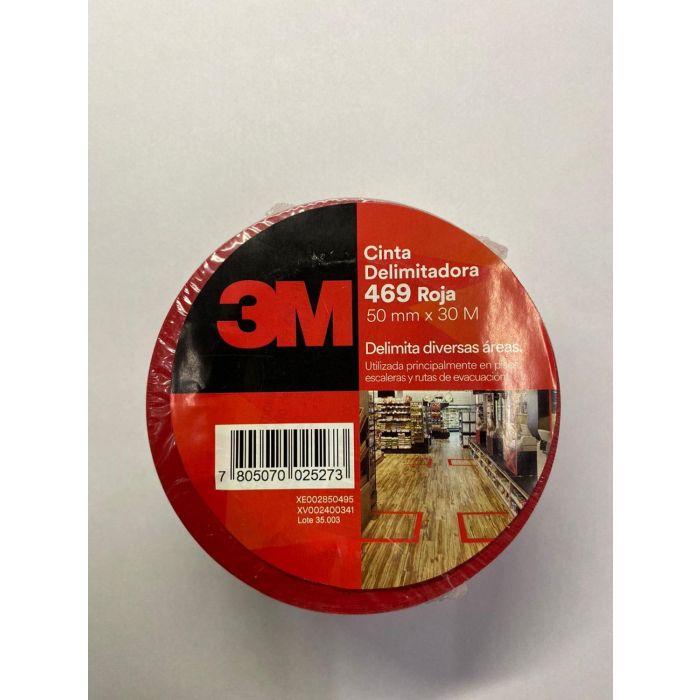 3M
Cinta
Delimitadora
469 Roja
50 mm x 30 M
Delimita diversas áreas.
Utilizada principalmente en pisos,
escaleras y rutas de evacuación.
7 805070 025273
XE002850495
XV002400341
Lote 35.003